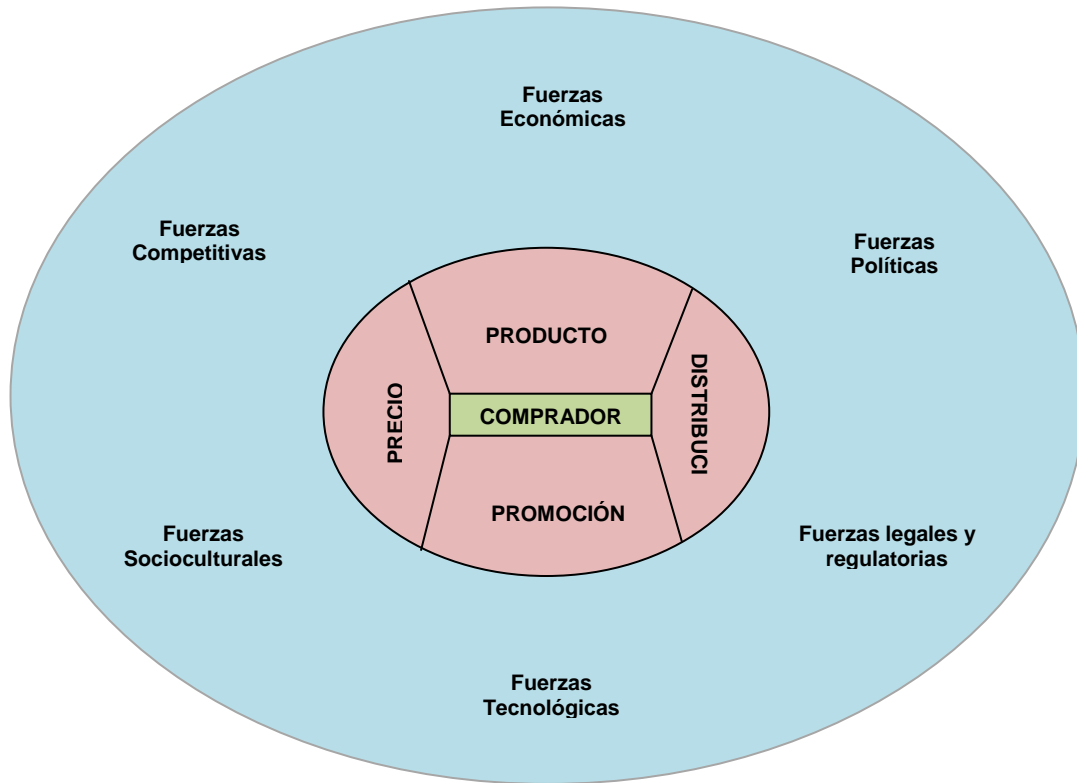 Fuerzas
Económicas
Fuerzas
Competitivas
Fuerzas
Políticas
PRODUCTO
PRECIO
COMPRADOR
DISTRIBUCI
PROMOCIÓN
Fuerzas
Socioculturales
Fuerzas legales y
regulatorias
Fuerzas
Tecnológicas